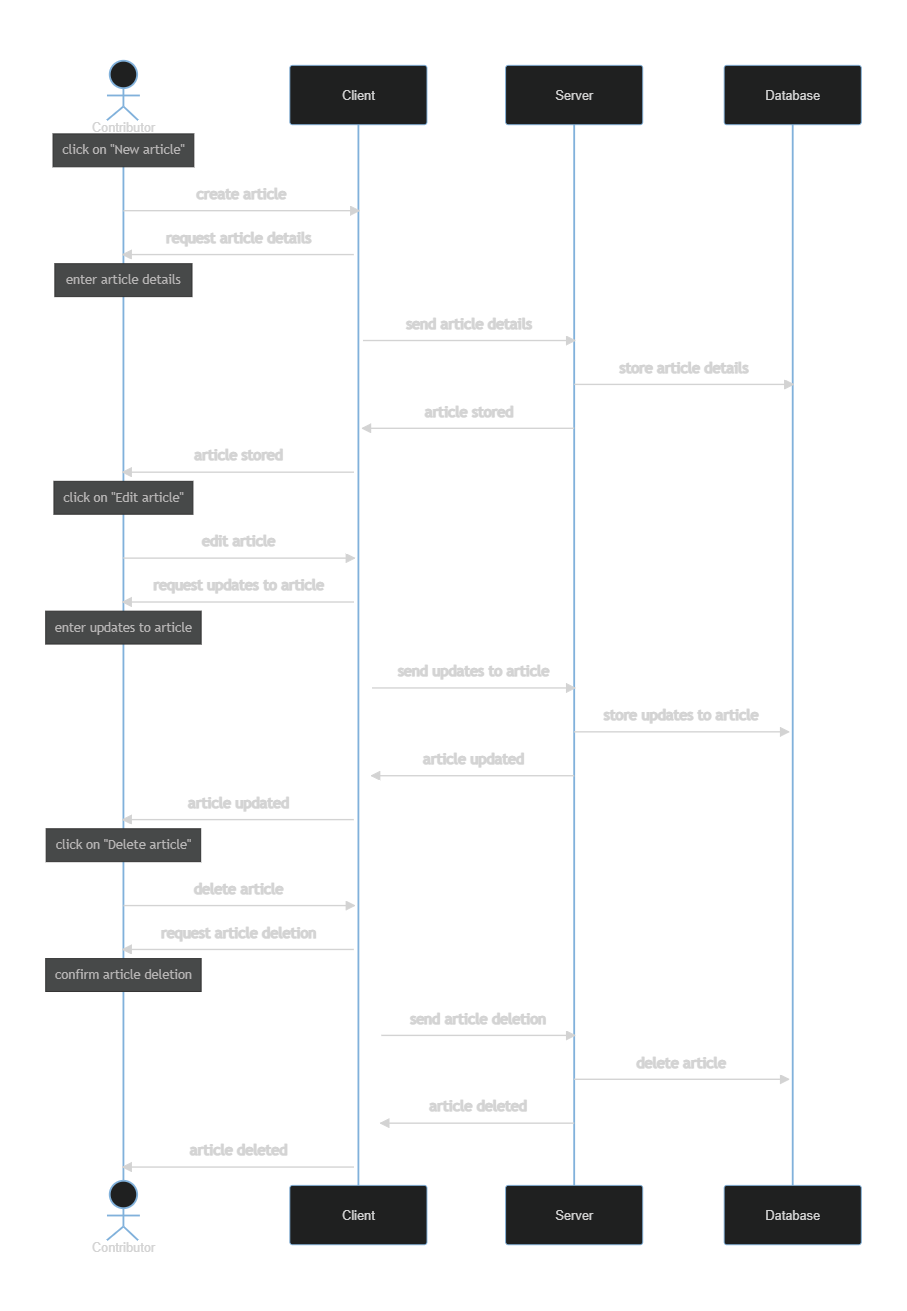 Client
Server
Database
Contributor
click on "New article"
create article
request article details
enter article details
send article details
store article details
article stored
article stored
click on "Edit article"
edit article
request updates to article
enter updates to article
send updates to article
store updates to article
article updated
article updated
click on "Delete article"
delete article
request article deletion
confirm article deletion
send article deletion
delete article
article deleted
article deleted
Client
Server
Database
Contributor